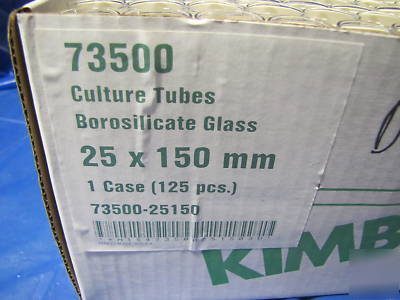 73500
Culture Tubes
Borosilicate Glass
25 x 150 mm
1 Case (125 pcs.)
73500-25150
KIMB